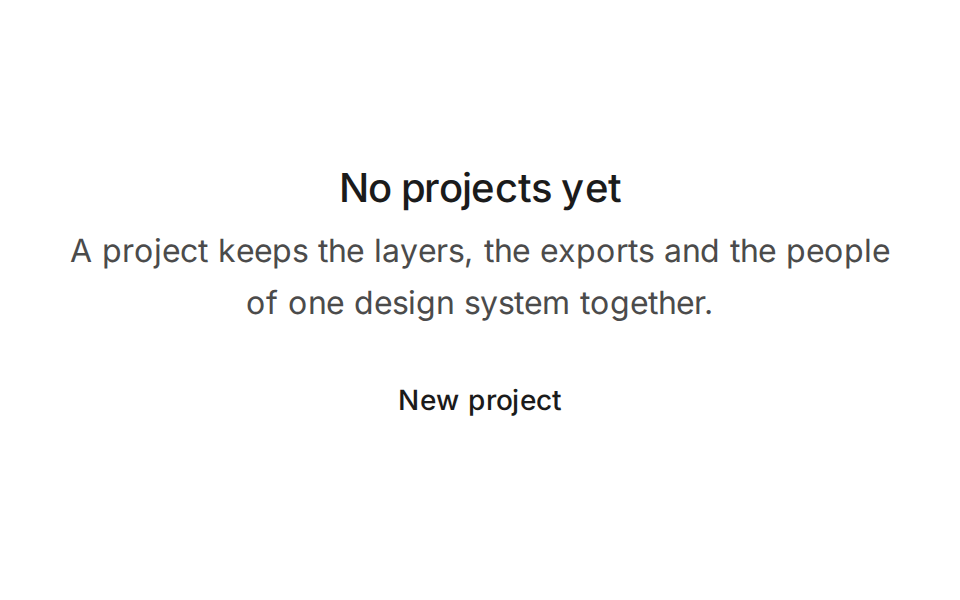 No projects yet
A project keeps the layers, the exports and the people
of one design system together.
New project